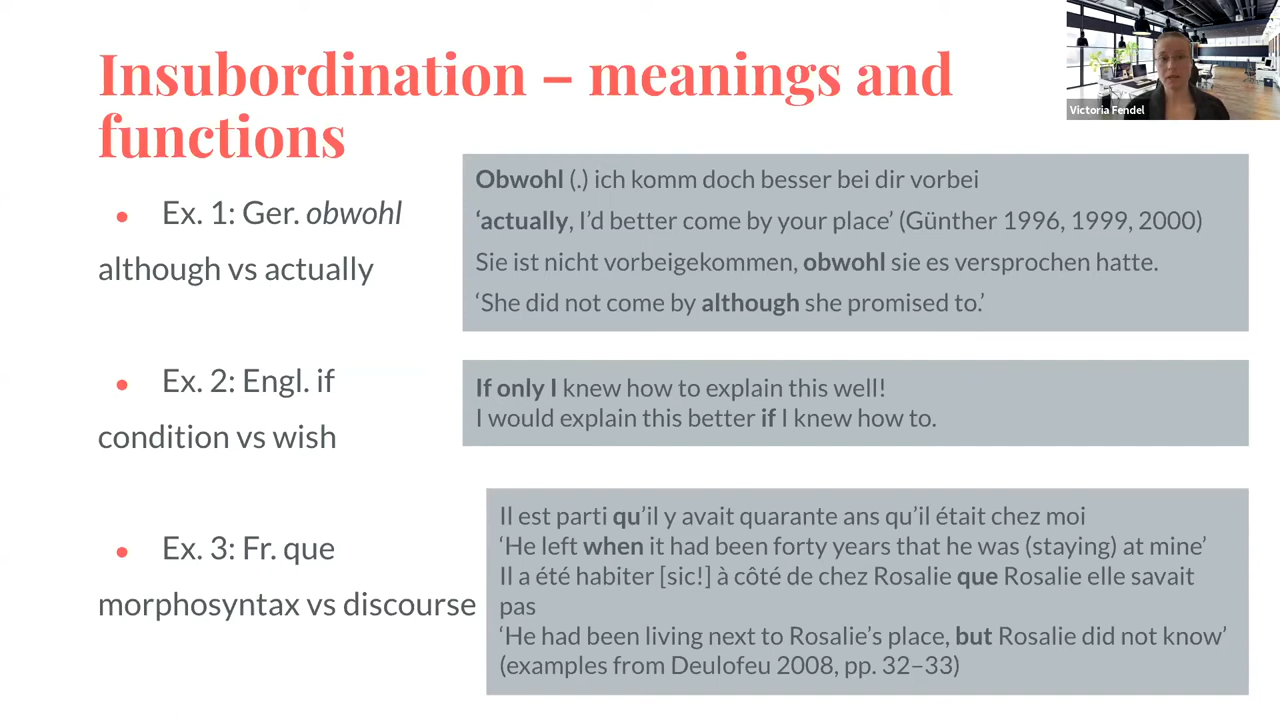 Insubordination – meanings and
functions
Victoria Fendel
• Ex. 1: Ger. obwohl
although vs actually
Obwohl (.) ich komm doch besser bei dir vorbei
‘actually, I’d better come by your place’ (Günther 1996, 1999, 2000)
Sie ist nicht vorbeigekommen, obwohl sie es versprochen hatte.
‘She did not come by although she promised to.’
• Ex. 2: Engl. if
condition vs wish
If only I knew how to explain this well!
I would explain this better if I knew how to.
• Ex. 3: Fr. que
morphosyntax vs discourse
Il est parti qu’il y avait quarante ans qu’il était chez moi
‘He left when it had been forty years that he was (staying) at mine’
Il a été habiter [sic!] à côté de chez Rosalie que Rosalie elle savait
pas
‘He had been living next to Rosalie’s place, but Rosalie did not know’
(examples from Deulofeu 2008, pp. 32–33)